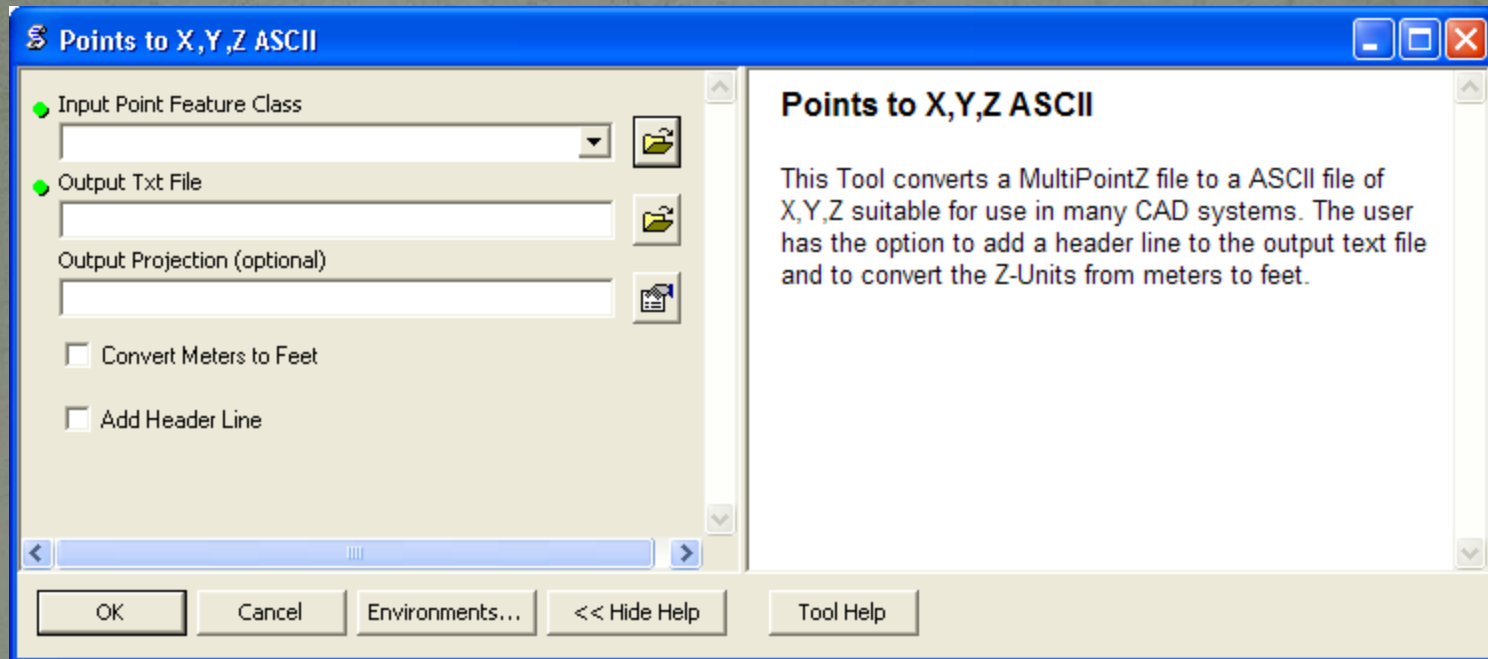 Points to X,Y,Z ASCII
Input Point Feature Class
Output Txt File
Output Projection (optional)
Convert Meters to Feet
Add Header Line
Points to X,Y,Z ASCII
This Tool converts a MultiPointZ file to a ASCII file of
X,Y,Z suitable for use in many CAD systems. The user
has the option to add a header line to the output text file
and to convert the Z-Units from meters to feet.
OK Cancel Environments... << Hide Help Tool Help